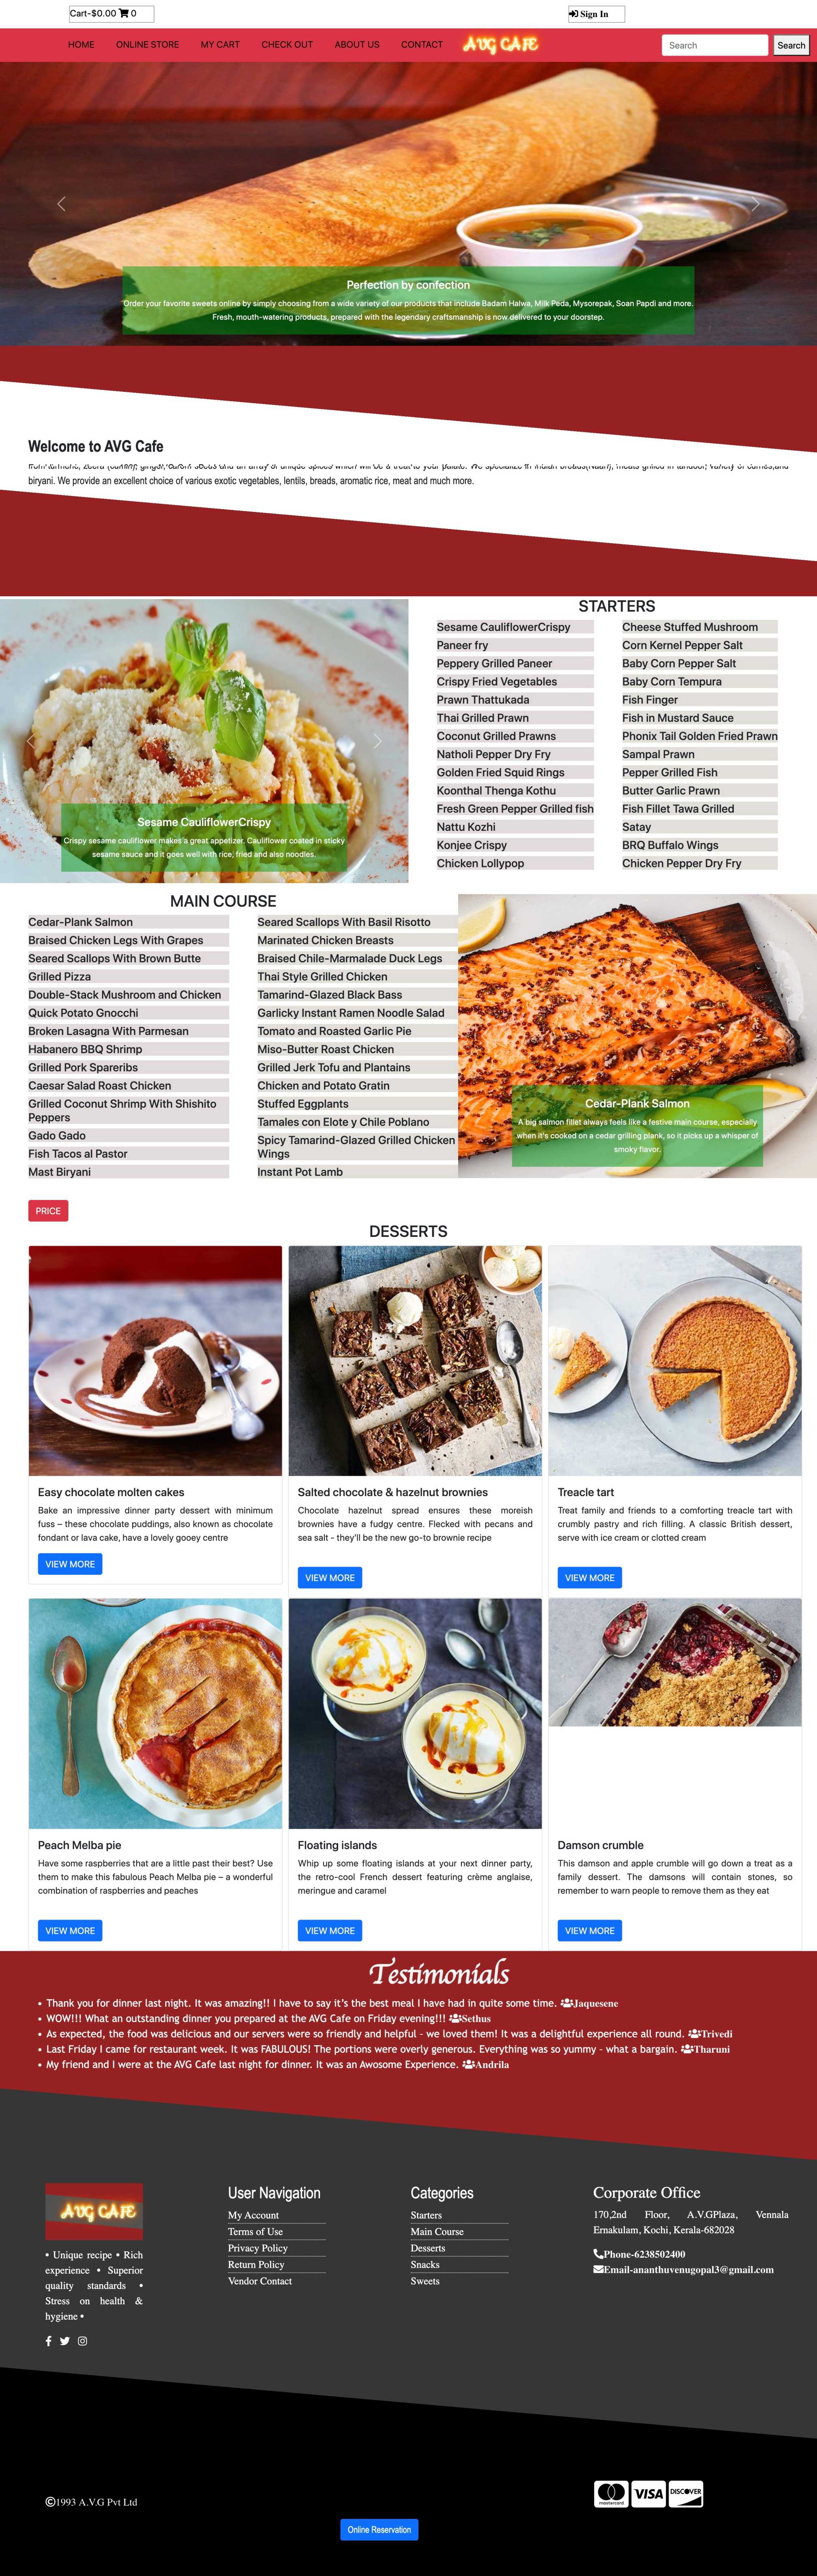 Cart-$0.00 0
Sign In
HOME ONLINE STORE MY CART CHECK OUT ABOUT US CONTACT AVG CAFE Search Search
Perfection by confection
Order your favorite sweets online by simply choosing from a wide variety of our products that include Badam Halwa, Milk Peda, Mysorepak, Soan Papdi and more.
Fresh, mouth-watering products, prepared with the legendary craftsmanship is now delivered to your doorstep.
Welcome to AVG Cafe
biryani. We provide an excellent choice of various exotic vegetables, lentils, breads, aromatic rice, meat and much more.
STARTERS
Sesame CauliflowerCrispy
Paneer fry
Peppery Grilled Paneer
Crispy Fried Vegetables
Prawn Thattukada
Thai Grilled Prawn
Coconut Grilled Prawns
Natholi Pepper Dry Fry
Golden Fried Squid Rings
Koonthal Thenga Kothu
Fresh Green Pepper Grilled fish
Nattu Kozhi
Konjee Crispy
Chicken Lollypop
Cheese Stuffed Mushroom
Corn Kernel Pepper Salt
Baby Corn Pepper Salt
Baby Corn Tempura
Fish Finger
Fish in Mustard Sauce
Phonix Tail Golden Fried Prawn
Sampal Prawn
Pepper Grilled Fish
Butter Garlic Prawn
Fish Fillet Tawa Grilled
Satay
BRQ Buffalo Wings
Chicken Pepper Dry Fry
Sesame CauliflowerCrispy
Crispy sesame cauliflower makes a great appetizer. Cauliflower coated in sticky
sesame sauce and it goes well with rice, fried and also noodles.
MAIN COURSE
Cedar-Plank Salmon
Braised Chicken Legs With Grapes
Seared Scallops With Brown Butte
Grilled Pizza
Double-Stack Mushroom and Chicken
Quick Potato Gnocchi
Broken Lasagna With Parmesan
Habanero BBQ Shrimp
Grilled Pork Spareribs
Caesar Salad Roast Chicken
Grilled Coconut Shrimp With Shishito
Peppers
Gado Gado
Fish Tacos al Pastor
Mast Biryani
Seared Scallops With Basil Risotto
Marinated Chicken Breasts
Braised Chile-Marmalade Duck Legs
Thai Style Grilled Chicken
Tamarind-Glazed Black Bass
Garlicky Instant Ramen Noodle Salad
Tomato and Roasted Garlic Pie
Miso-Butter Roast Chicken
Grilled Jerk Tofu and Plantains
Chicken and Potato Gratin
Stuffed Eggplants
Tamales con Elote y Chile Poblano
Spicy Tamarind-Glazed Grilled Chicken
Wings
Instant Pot Lamb
Cedar-Plank Salmon
A big salmon fillet always feels like a festive main course, especially
when it's cooked on a cedar grilling plank, so it picks up a whisper of
smoky flavor.
PRICE
DESSERTS
Easy chocolate molten cakes
Bake an impressive dinner party dessert with minimum
fuss – these chocolate puddings, also known as chocolate
fondant or lava cake, have a lovely gooey centre
VIEW MORE
Salted chocolate & hazelnut brownies
Chocolate hazelnut spread ensures these moreish
brownies have a fudgy centre. Flecked with pecans and
sea salt - they'll be the new go-to brownie recipe
VIEW MORE
Treacle tart
Treat family and friends to a comforting treacle tart with
crumbly pastry and rich filling. A classic British dessert,
serve with ice cream or clotted cream
VIEW MORE
Peach Melba pie
Have some raspberries that are a little past their best? Use
them to make this fabulous Peach Melba pie – a wonderful
combination of raspberries and peaches
VIEW MORE
Floating islands
Whip up some floating islands at your next dinner party,
the retro-cool French dessert featuring crème anglaise,
meringue and caramel
VIEW MORE
Damson crumble
This damson and apple crumble will go down a treat as a
family dessert. The damsons will contain stones, so
remember to warn people to remove them as they eat
VIEW MORE
Testimonials
• Thank you for dinner last night. It was amazing!! I have to say it's the best meal I have had in quite some time. Jaquesene
• WOW!!! What an outstanding dinner you prepared at the AVG Cafe on Friday evening!!! Sethus
• As expected, the food was delicious and our servers were so friendly and helpful - we loved them! It was a delightful experience all round. Trivedi
• Last Friday I came for restaurant week. It was FABULOUS! The portions were overly generous. Everything was so yummy - what a bargain. Tharuni
• My friend and I were at the AVG Cafe last night for dinner. It was an Awosome Experience. Andrila
AVG CAFE
• Unique recipe • Rich
experience • Superior
quality standards •
Stress on health &
hygiene •
User Navigation
My Account
Terms of Use
Privacy Policy
Return Policy
Vendor Contact
Categories
Starters
Main Course
Desserts
Snacks
Sweets
Corporate Office
170,2nd Floor, A.V.GPlaza, Vennala
Ernakulam, Kochi, Kerala-682028
Phone-6238502400
Email-ananthuvenugopal3@gmail.com
©1993 A.V.G Pvt Ltd
mastercard VISA DISCOVER
Online Reservation